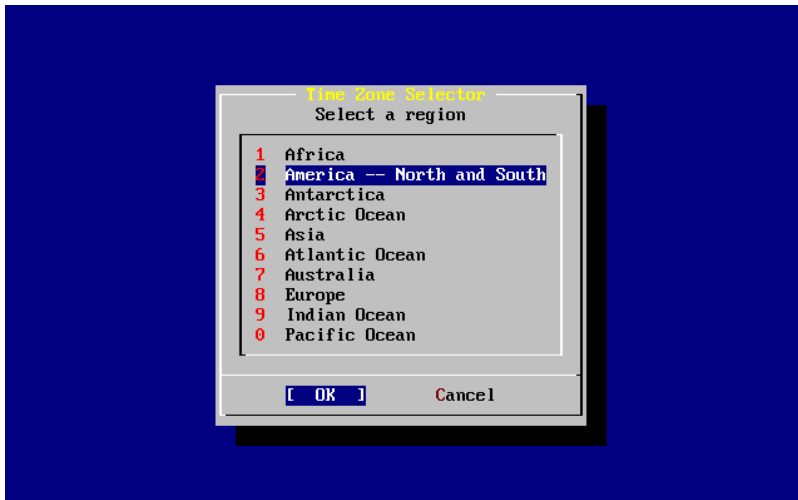 Time Zone Selector
Select a region
1 Africa
2 America -- North and South
3 Antarctica
4 Arctic Ocean
5 Asia
6 Atlantic Ocean
7 Australia
8 Europe
9 Indian Ocean
0 Pacific Ocean
[ OK ] Cancel